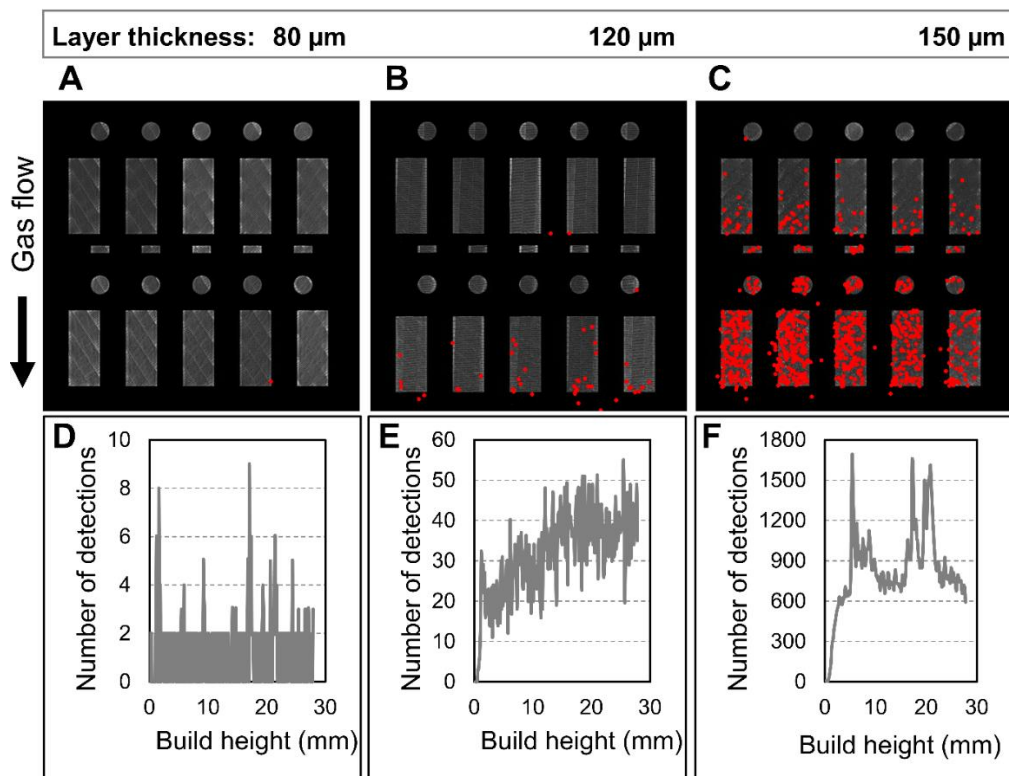 Layer thickness: 80 µm 120 µm 150 µm
A B C
Gas flow
D
Number of detections
10
8
6
4
2
0
0 10 20 30
Build height (mm)
E
Number of detections
60
50
40
30
20
10
0
0 10 20 30
Build height (mm)
F
Number of detections
1800
1500
1200
900
600
300
0
0 10 20 30
Build height (mm)